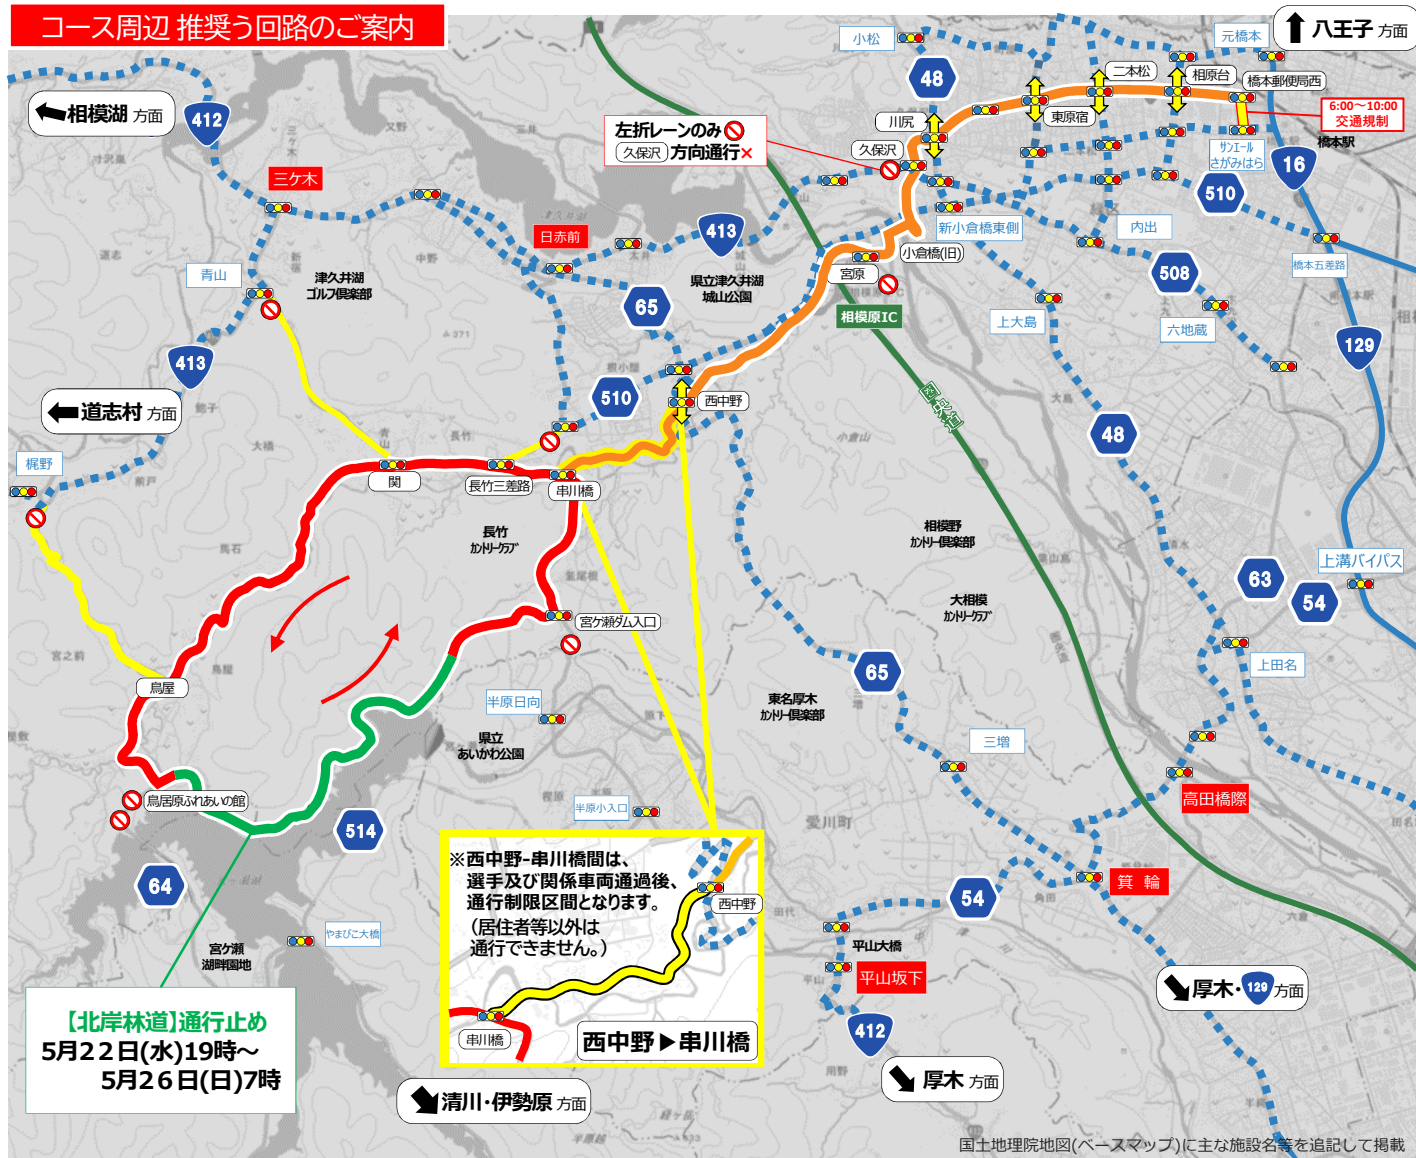 コース周辺 推奨う回路のご案内
小松
元橋本
八王子 方面
48
二本松
相原台
橋本郵便局西
相模湖 方面
412
左折レーンのみ
久保沢 方向通行×
川尻
東原宿
6:00～10:00
交通規制
久保沢
サンエール
さがみはら
橋本駅
16
三ケ木
510
日赤前
413
新小倉橋東側
内出
小倉橋(旧)
橋本五差路
青山
津久井湖
ゴルフ倶楽部
県立津久井湖
城山公園
宮原
508
65
相模原IC
上大島
六地蔵
129
413
510
西中野
圏央道
道志村 方面
48
梶野
関
長竹三差路
串川橋
長竹
カントリークラブ
相模野
カントリー倶楽部
上溝バイパス
63
54
大相模
カントリークラブ
宮ケ瀬ダム入口
上田名
鳥屋
65
半原日向
東名厚木
カントリー倶楽部
県立
あいかわ公園
三増
鳥居原ふれあいの館
半原小入口
高田橋際
514
愛川町
※西中野-串川橋間は、
選手及び関係車両通過後、
通行制限区間となります。
(居住者等以外は
通行できません。)
西中野
串川橋
西中野▶串川橋
64
箕輪
54
やまびこ大橋
宮ケ瀬
湖畔園地
平山大橋
平山坂下
厚木・129方面
【北岸林道】通行止め
5月22日(水)19時～
5月26日(日)7時
412
厚木 方面
清川・伊勢原 方面
国土地理院地図(ベースマップ)に主な施設名等を追記して掲載